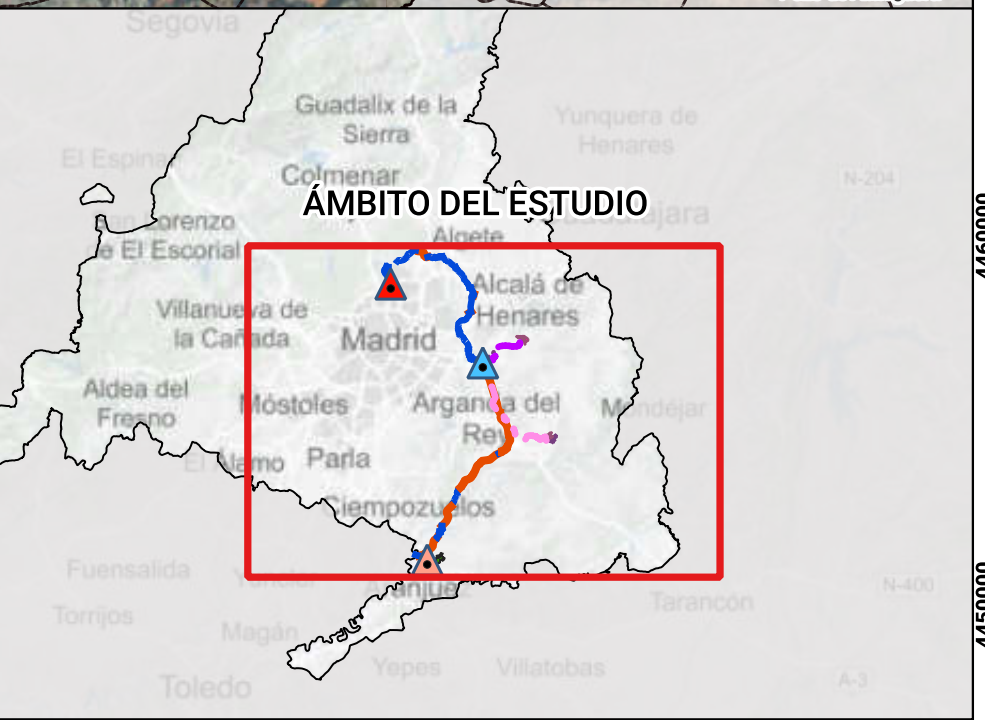 Segovia
Guadalix de la
Sierra
Yunquera de
Henares
El Espinar
Colmenar
N-204
ÁMBITO DEL ESTUDIO
San Lorenzo
de El Escorial
Algete
Alcalá de
Henares
Villanueva de
la Cañada
Madrid
Aldea del
Fresno
Móstoles
Arganda del
Rey
Mondéjar
El Álamo
Parla
Ciempozuelos
Fuensalida
Yuncler
Aranjuez
N-400
Torrijos
Tarancón
Magán
Yepes
Villatobas
Toledo
A-3
4460000
4450000